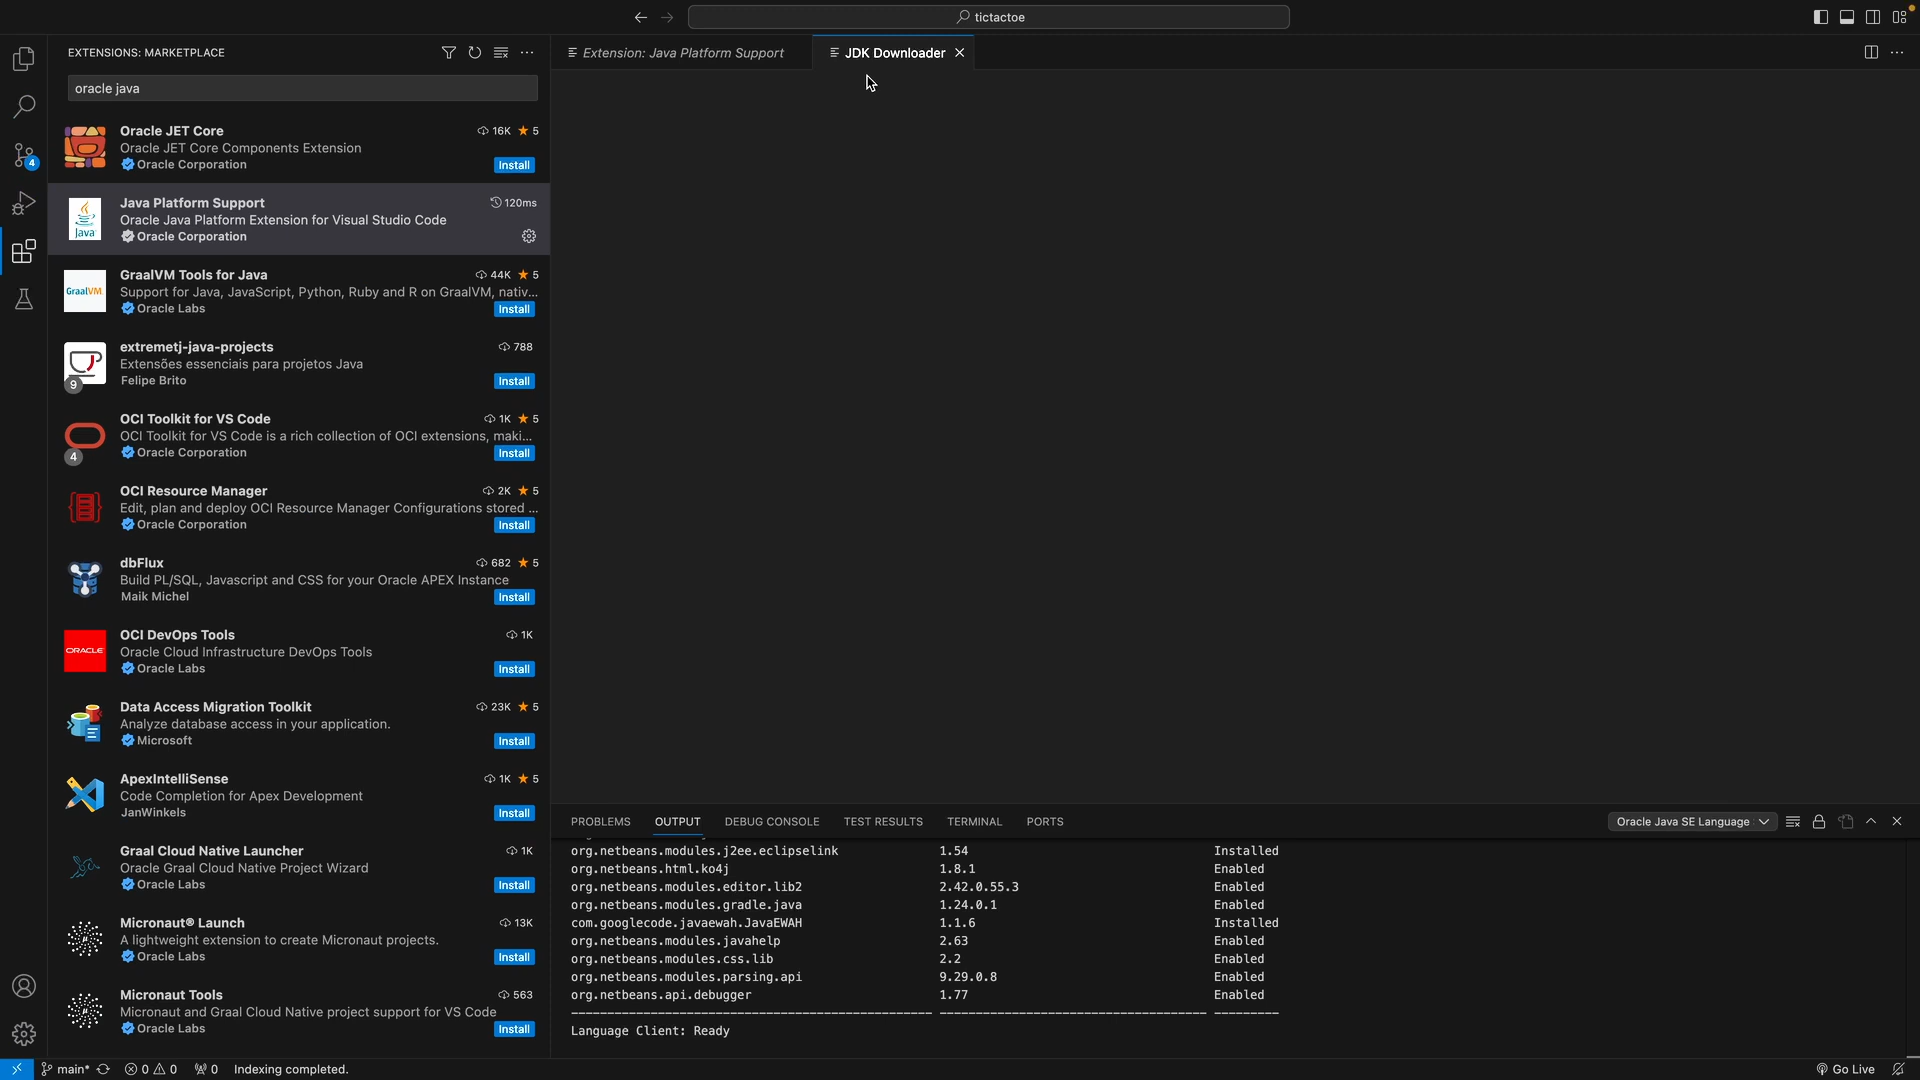 tictactoe
EXTENSIONS: MARKETPLACE
oracle java
Oracle JET Core 16K ★ 5
Oracle JET Core Components Extension
Oracle Corporation Install
Java Platform Support 120ms
Oracle Java Platform Extension for Visual Studio Code
Oracle Corporation
Java
GraalVM Tools for Java 44K ★ 5
GraalVM
Support for Java, JavaScript, Python, Ruby and R on GraalVM, nativ...
Oracle Labs Install
extremetj-java-projects 788
Extensões essenciais para projetos Java
Felipe Brito Install
9
OCI Toolkit for VS Code 1K ★ 5
OCI Toolkit for VS Code is a rich collection of OCI extensions, maki...
Oracle Corporation Install
4
OCI Resource Manager 2K ★ 5
Edit, plan and deploy OCI Resource Manager Configurations stored ...
Oracle Corporation Install
dbFlux 682 ★ 5
Build PL/SQL, Javascript and CSS for your Oracle APEX Instance
Maik Michel Install
OCI DevOps Tools 1K
ORACLE
Oracle Cloud Infrastructure DevOps Tools
Oracle Labs Install
Data Access Migration Toolkit 23K ★ 5
Analyze database access in your application.
Microsoft Install
ApexIntelliSense 1K ★ 5
Code Completion for Apex Development
JanWinkels Install
Graal Cloud Native Launcher 1K
Oracle Graal Cloud Native Project Wizard
Oracle Labs Install
Micronaut® Launch 13K
A lightweight extension to create Micronaut projects.
Oracle Labs Install
Micronaut Tools 563
Micronaut and Graal Cloud Native project support for VS Code
Oracle Labs Install
4
Extension: Java Platform Support JDK Downloader
PROBLEMS OUTPUT DEBUG CONSOLE TEST RESULTS TERMINAL PORTS Oracle Java SE Language
org.netbeans.modules.j2ee.eclipselink 1.54 Installed
org.netbeans.html.ko4j 1.8.1 Enabled
org.netbeans.modules.editor.lib2 2.42.0.55.3 Enabled
org.netbeans.modules.gradle.java 1.24.0.1 Enabled
com.googlecode.javaewah.JavaEWAH 1.1.6 Installed
org.netbeans.modules.javahelp 2.63 Enabled
org.netbeans.modules.css.lib 2.2 Enabled
org.netbeans.modules.parsing.api 9.29.0.8 Enabled
org.netbeans.api.debugger 1.77 Enabled
Language Client: Ready
main* 0 0 0 Indexing completed. Go Live